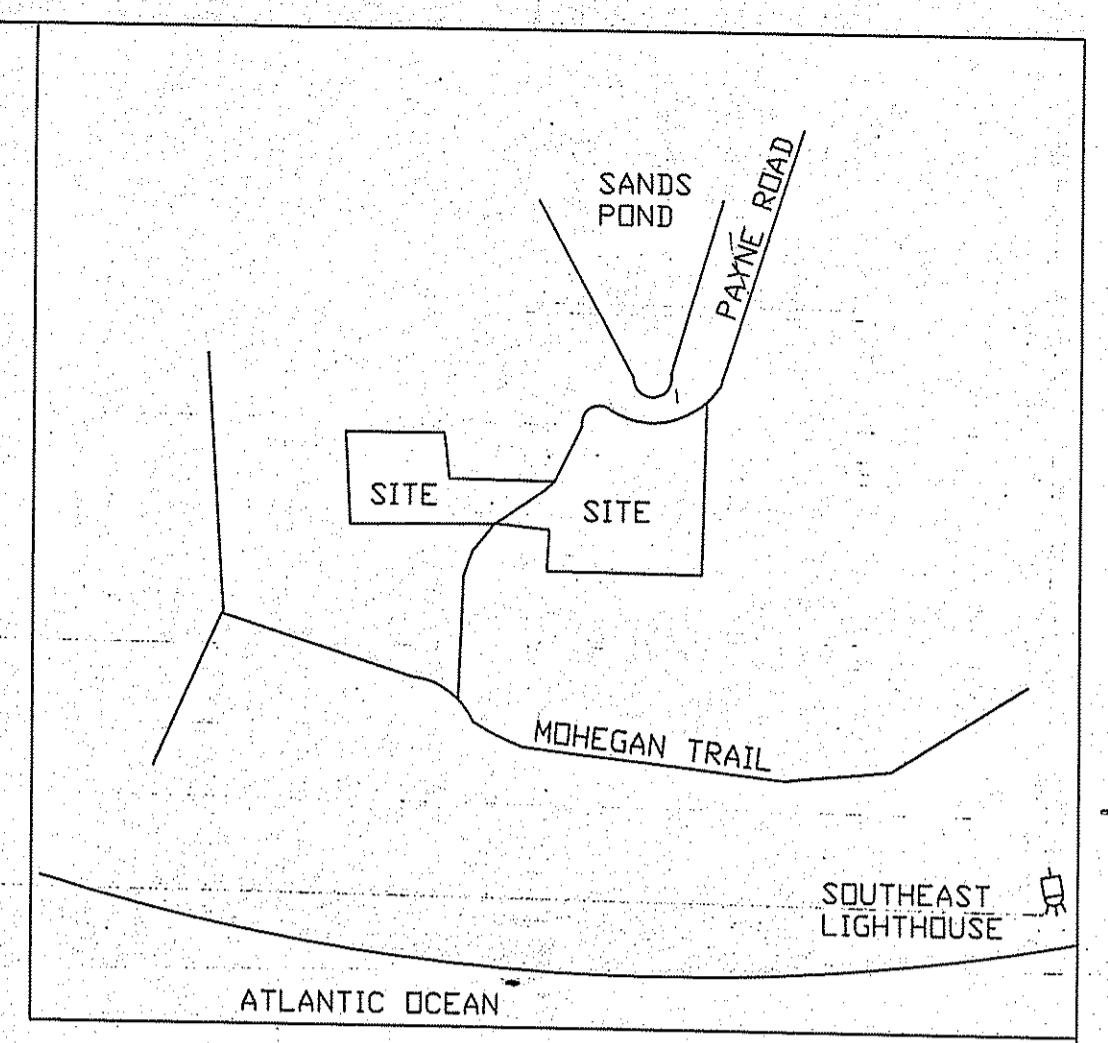 SANDS
POND
PAYNE ROAD
SITE
SITE
MOHEGAN TRAIL
SOUTHEAST
LIGHTHOUSE
ATLANTIC OCEAN